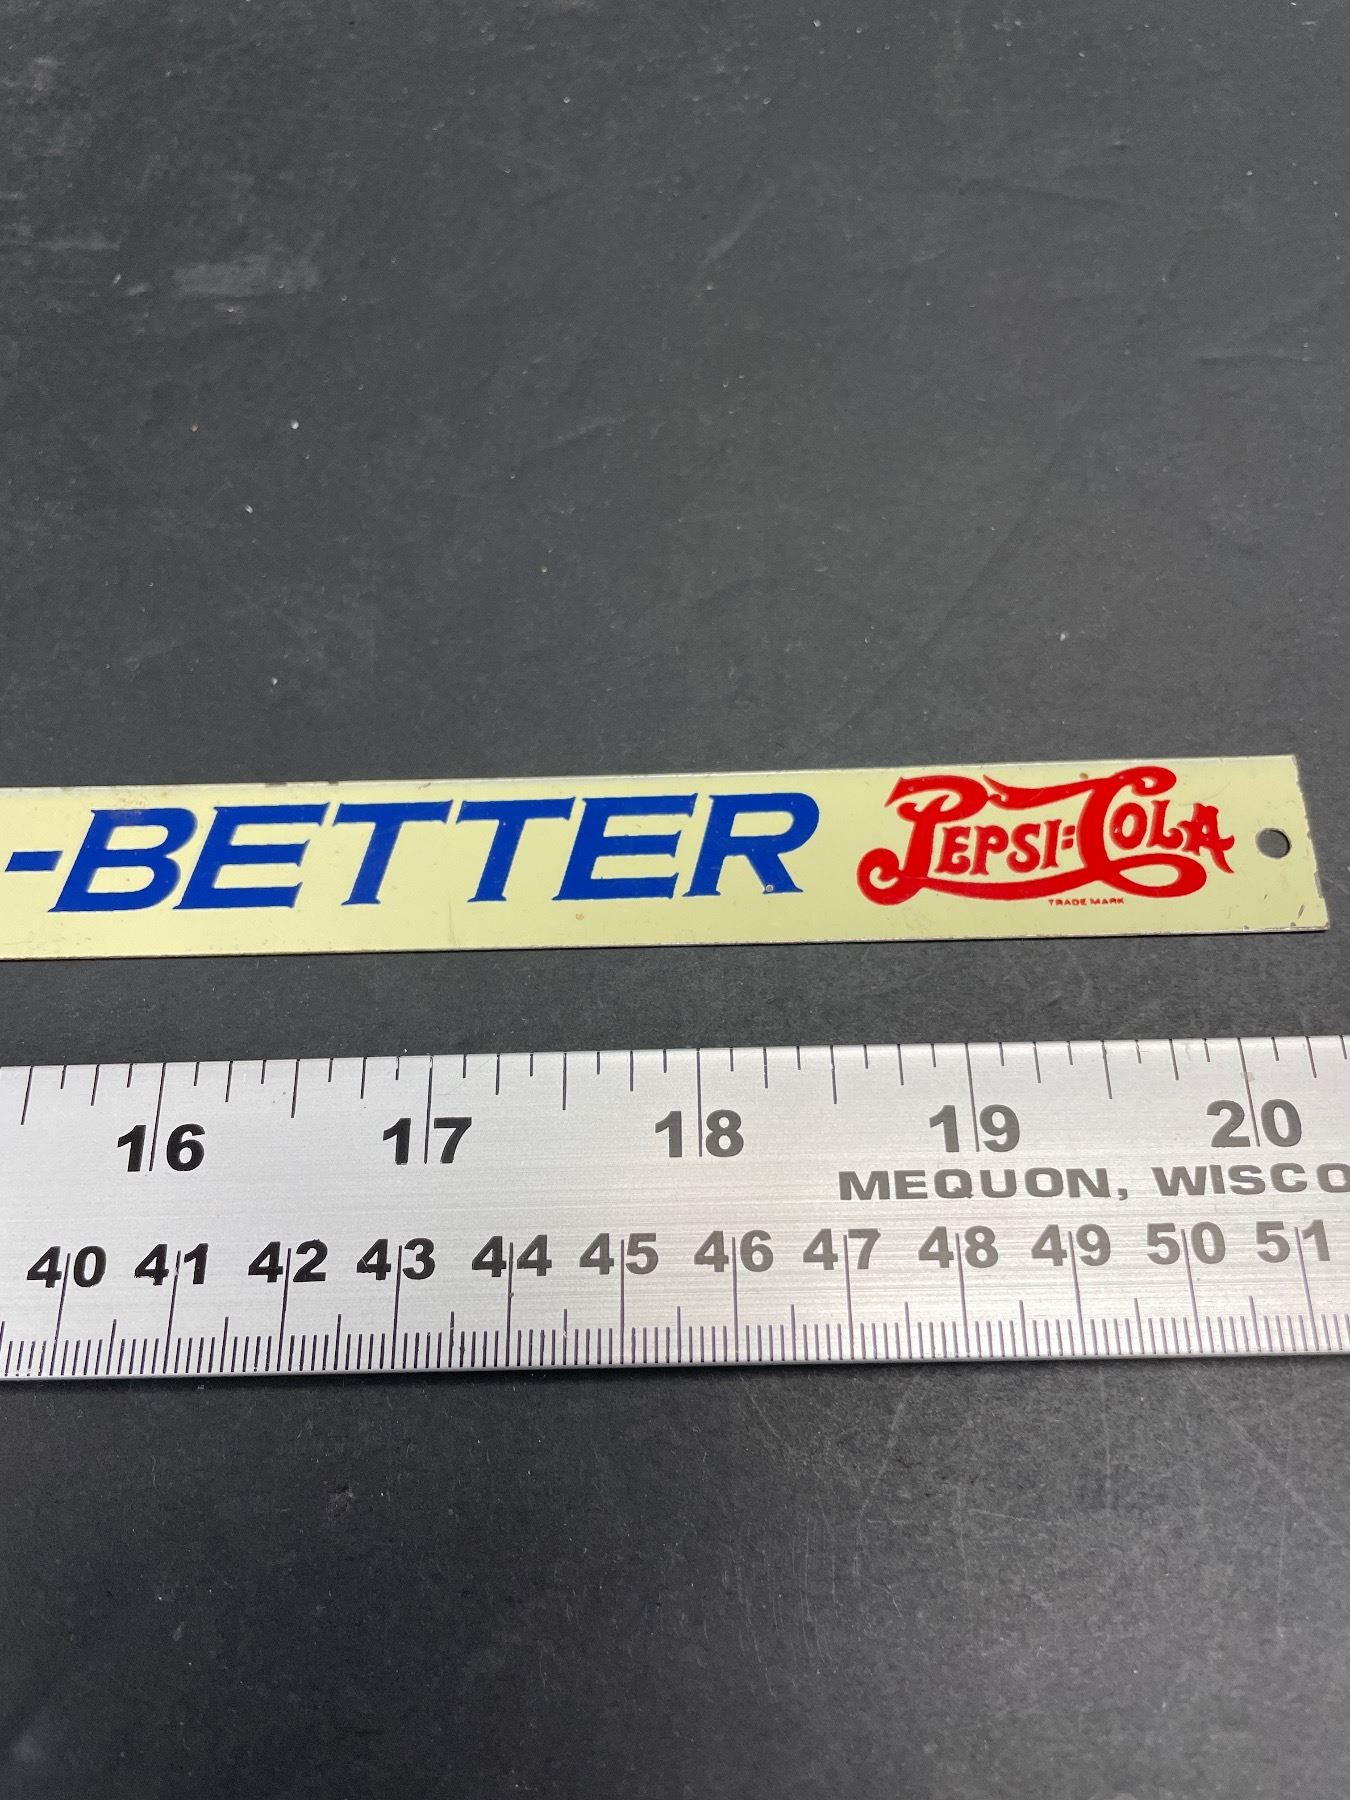 -BETTER PEPSI=COLA
TRADE MARK
16 17 18 19 20
MEQUON, WISCO
40 41 42 43 44 45 46 47 48 49 50 51